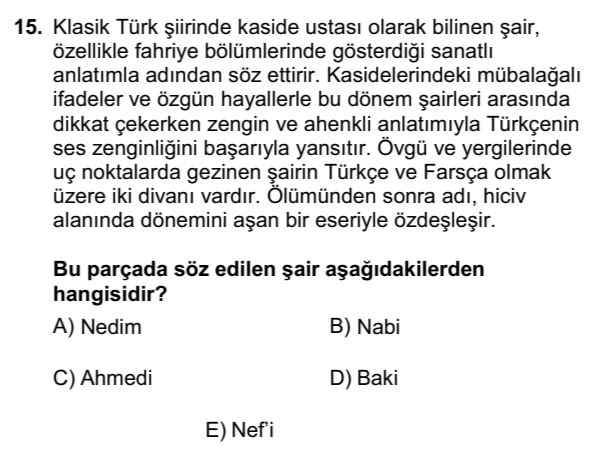 15. Klasik Türk şiirinde kaside ustası olarak bilinen şair,
özellikle fahriye bölümlerinde gösterdiği sanatlı
anlatımla adından söz ettirir. Kasidelerindeki mübalağalı
ifadeler ve özgün hayallerle bu dönem şairleri arasında
dikkat çekerken zengin ve ahenkli anlatımıyla Türkçenin
ses zenginliğini başarıyla yansıtır. Övgü ve yergilerinde
uç noktalarda gezinen şairin Türkçe ve Farsça olmak
üzere iki divanı vardır. Ölümünden sonra adı, hiciv
alanında dönemini aşan bir eseriyle özdeşleşir.
Bu parçada söz edilen şair aşağıdakilerden
hangisidir?
A) Nedim B) Nabi
C) Ahmedi D) Baki
E) Nef'i